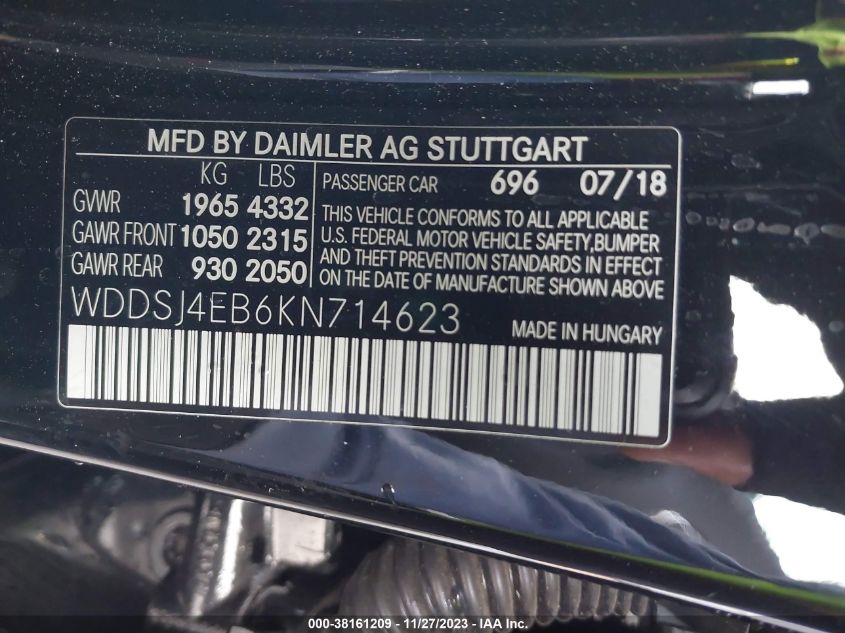 MFD BY DAIMLER AG STUTTGART
KG LBS
GVWR 1965 4332
GAWR FRONT 1050 2315
GAWR REAR 930 2050
PASSENGER CAR 696 07/18
THIS VEHICLE CONFORMS TO ALL APPLICABLE
U.S. FEDERAL MOTOR VEHICLE SAFETY,BUMPER
AND THEFT PREVENTION STANDARDS IN EFFECT
ON THE DATE OF MANUFACTURE SHOWN ABOVE
WDDSJ4EB6KN714623
MADE IN HUNGARY
000-38161209 - 11/27/2023 - IAA Inc.